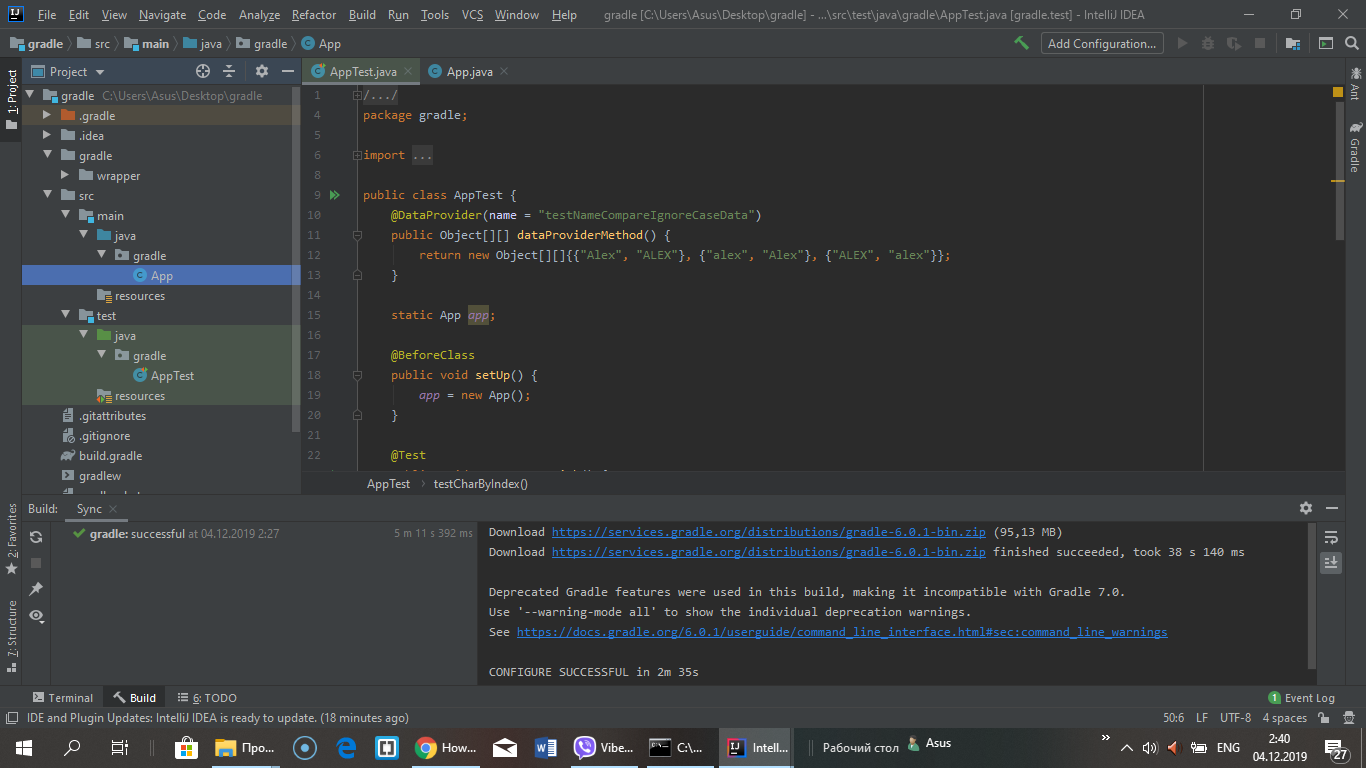 File Edit View Navigate Code Analyze Refactor Build Run Tools VCS Window Help gradle [C:\Users\Asus\Desktop\gradle] - ...\src\test\java\gradle\AppTest.java [gradle.test] - IntelliJ IDEA
gradle src main java gradle App Add Configuration...
1: Project
Project
gradle C:\Users\Asus\Desktop\gradle
.gradle
.idea
gradle
wrapper
src
main
java
gradle
App
resources
test
java
gradle
AppTest
resources
.gitattributes
.gitignore
build.gradle
gradlew
AppTest.java App.java
1 /.../
4 package gradle;
5
6 import ...
8
9 public class AppTest {
10 @DataProvider(name = "testNameCompareIgnoreCaseData")
11 public Object[][] dataProviderMethod() {
12 return new Object[][]{{"Alex", "ALEX"}, {"alex", "Alex"}, {"ALEX", "alex"}};
13 }
14
15 static App app;
16
17 @BeforeClass
18 public void setUp() {
19 app = new App();
20 }
21
22 @Test
AppTest testCharByIndex()
Ant
Gradle
2: Favorites
7: Structure
Build: Sync
gradle: successful at 04.12.2019 2:27 5 m 11 s 392 ms
Download https://services.gradle.org/distributions/gradle-6.0.1-bin.zip (95,13 MB)
Download https://services.gradle.org/distributions/gradle-6.0.1-bin.zip finished succeeded, took 38 s 140 ms
Deprecated Gradle features were used in this build, making it incompatible with Gradle 7.0.
Use '--warning-mode all' to show the individual deprecation warnings.
See https://docs.gradle.org/6.0.1/userguide/command_line_interface.html#sec:command_line_warnings
CONFIGURE SUCCESSFUL in 2m 35s
Terminal Build 6: TODO 1 Event Log
IDE and Plugin Updates: IntelliJ IDEA is ready to update. (18 minutes ago) 50:6 LF UTF-8 4 spaces
Про... How... Vibe... C:\... Intell... Рабочий стол Asus » ENG 2:40
04.12.2019 27